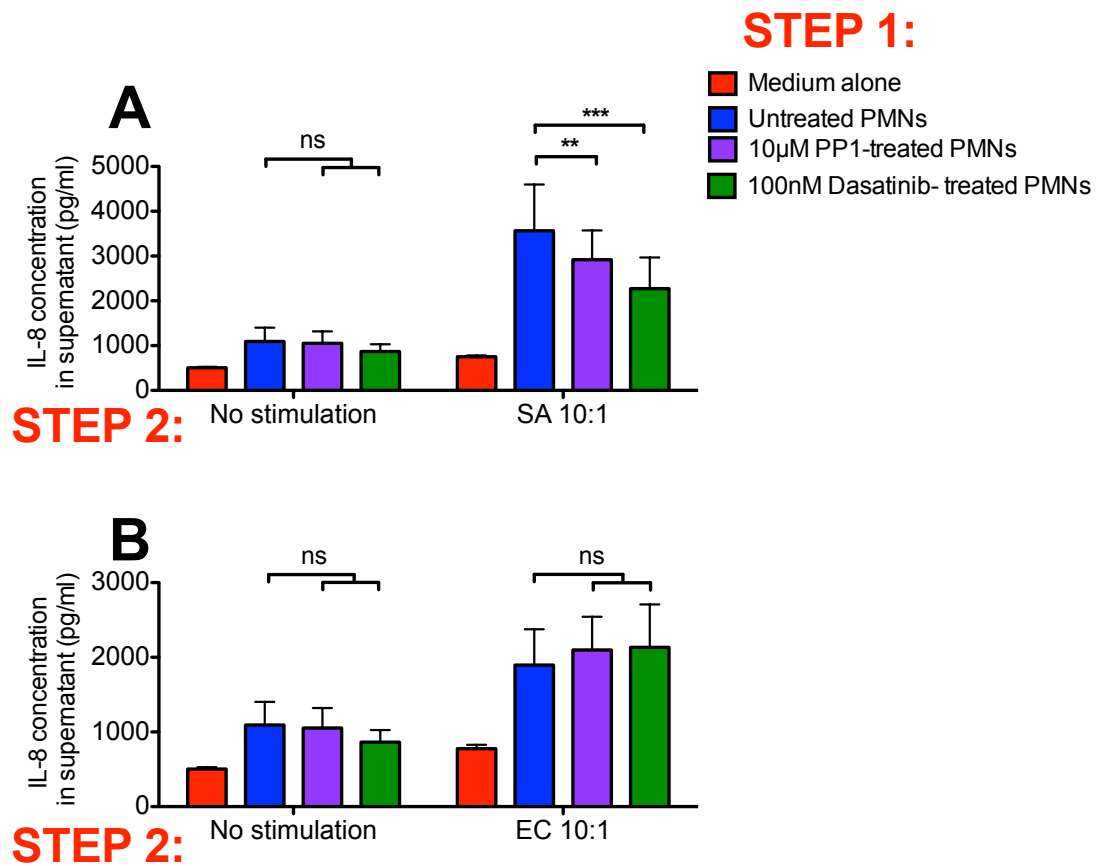 STEP 1:
Medium alone
Untreated PMNs
10µM PP1-treated PMNs
100nM Dasatinib- treated PMNs
A
IL-8 concentration
in supernatant (pg/ml)
5000
4000
3000
2000
1000
0
ns
**
***
No stimulation
SA 10:1
STEP 2:
B
IL-8 concentration
in supernatant (pg/ml)
3000
2000
1000
0
ns
ns
No stimulation
EC 10:1
STEP 2: